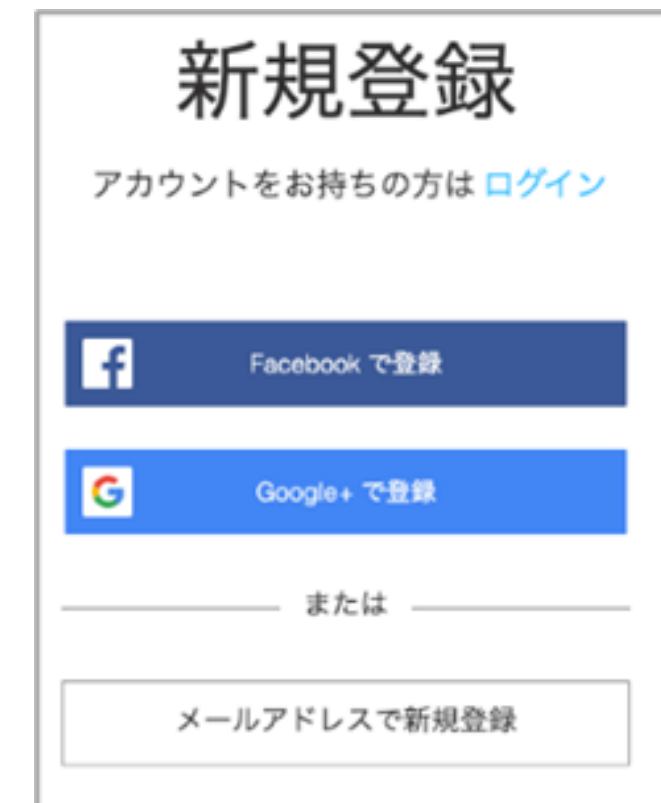 新規登録
アカウントをお持ちの方は ログイン
Facebook で登録
Google+ で登録
または
メールアドレスで新規登録